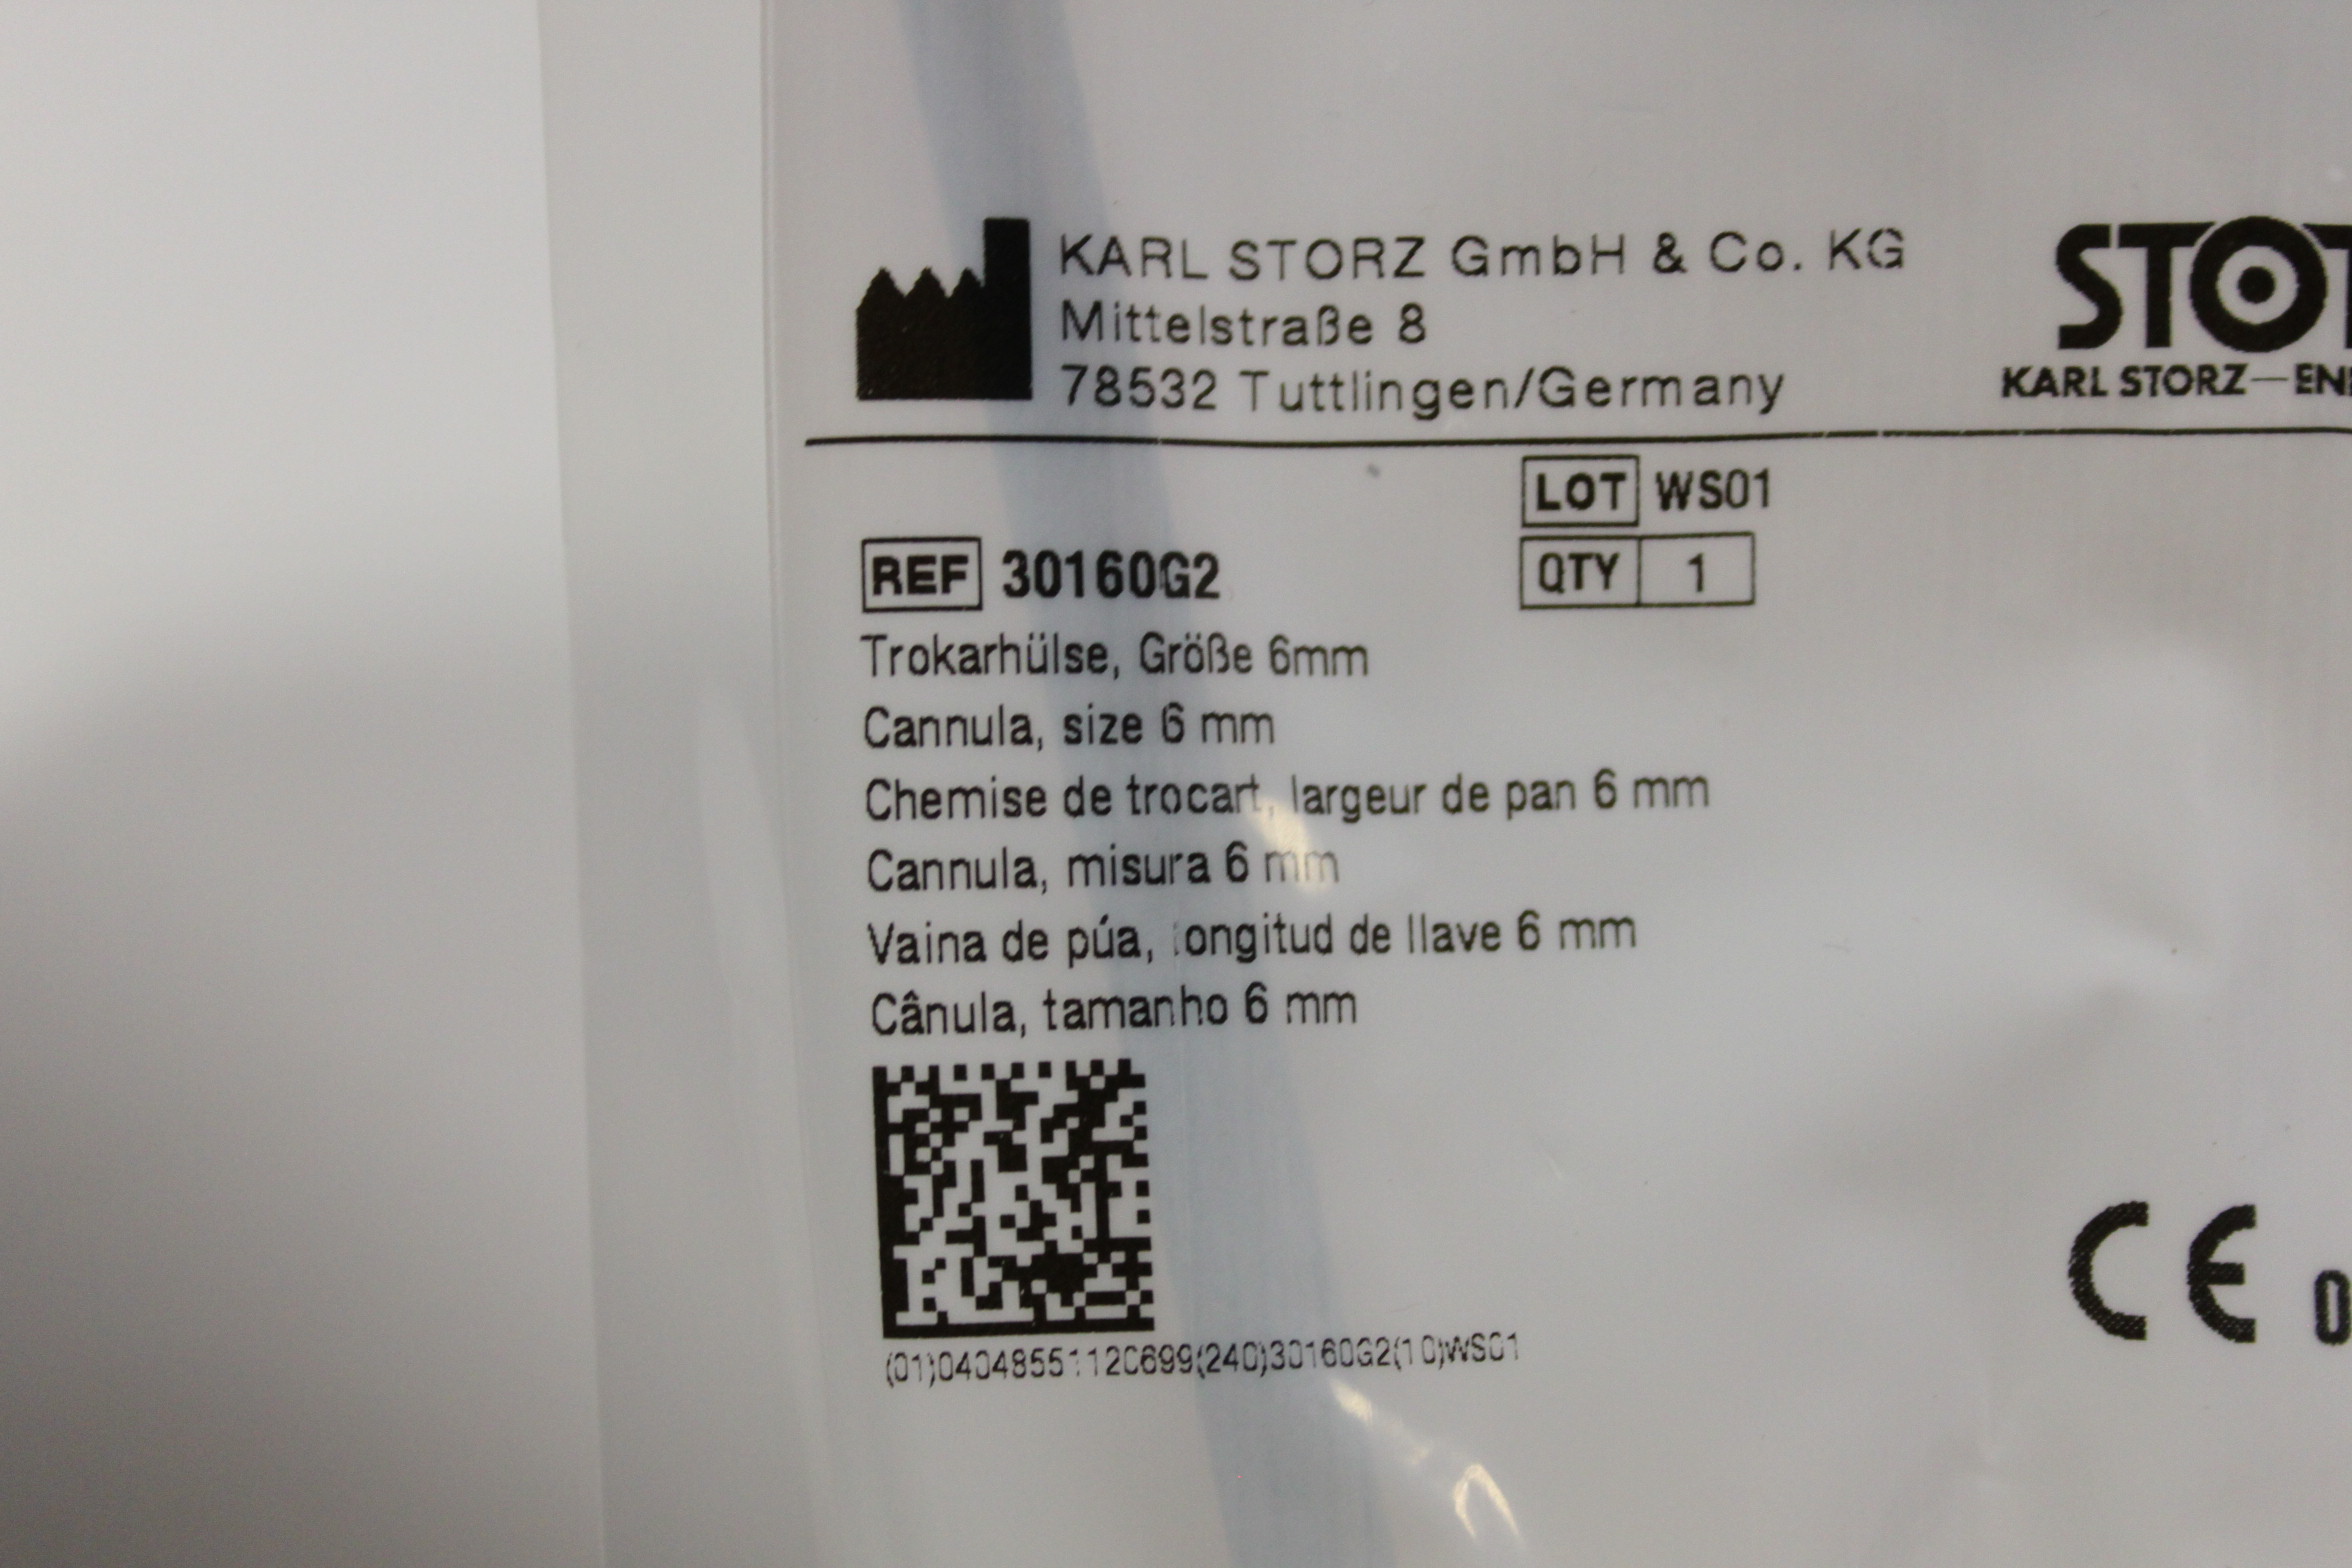 KARL STORZ GmbH & Co. KG
Mittelstraße 8
78532 Tuttlingen/Germany
KARL STORZ—
LOT WS01
REF 30160G2
QTY 1
Trokarhülse, Größe 6mm
Cannula, size 6 mm
Chemise de trocart, largeur de pan 6 mm
Cannula, misura 6 mm
Vaina de púa, longitud de llave 6 mm
Cânula, tamanho 6 mm
(01)04048551120699(240)30160G2(10)WS01
CE 0